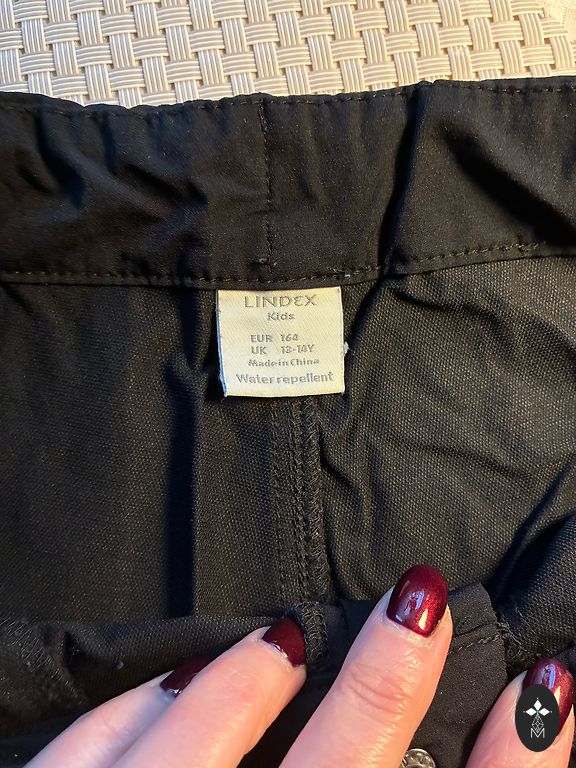 LINDEX
Kids
EUR 164
UK 13-14Y
Made in China
Water repellent